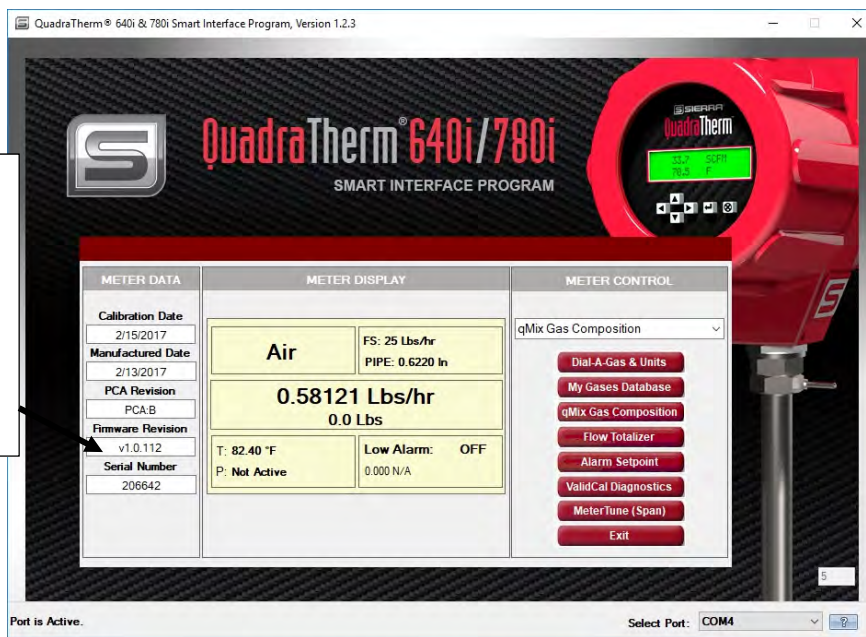 QuadraTherm® 640i & 780i Smart Interface Program, Version 1.2.3
QuadraTherm® 640i/780i
SMART INTERFACE PROGRAM
SIERRA
QuadraTherm
33.7 SCFM
70.5 F
METER DATA
Calibration Date
2/15/2017
Manufactured Date
2/13/2017
PCA Revision
PCA:B
Firmware Revision
v1.0.112
Serial Number
206642
METER DISPLAY
Air
FS: 25 Lbs/hr
PIPE: 0.6220 In
0.58121 Lbs/hr
0.0 Lbs
T: 82.40 °F
P: Not Active
Low Alarm: OFF
0.000 N/A
METER CONTROL
qMix Gas Composition
Dial-A-Gas & Units
My Gases Database
qMix Gas Composition
Flow Totalizer
Alarm Setpoint
ValidCal Diagnostics
MeterTune (Span)
Exit
5
Port is Active.
Select Port: COM4
?